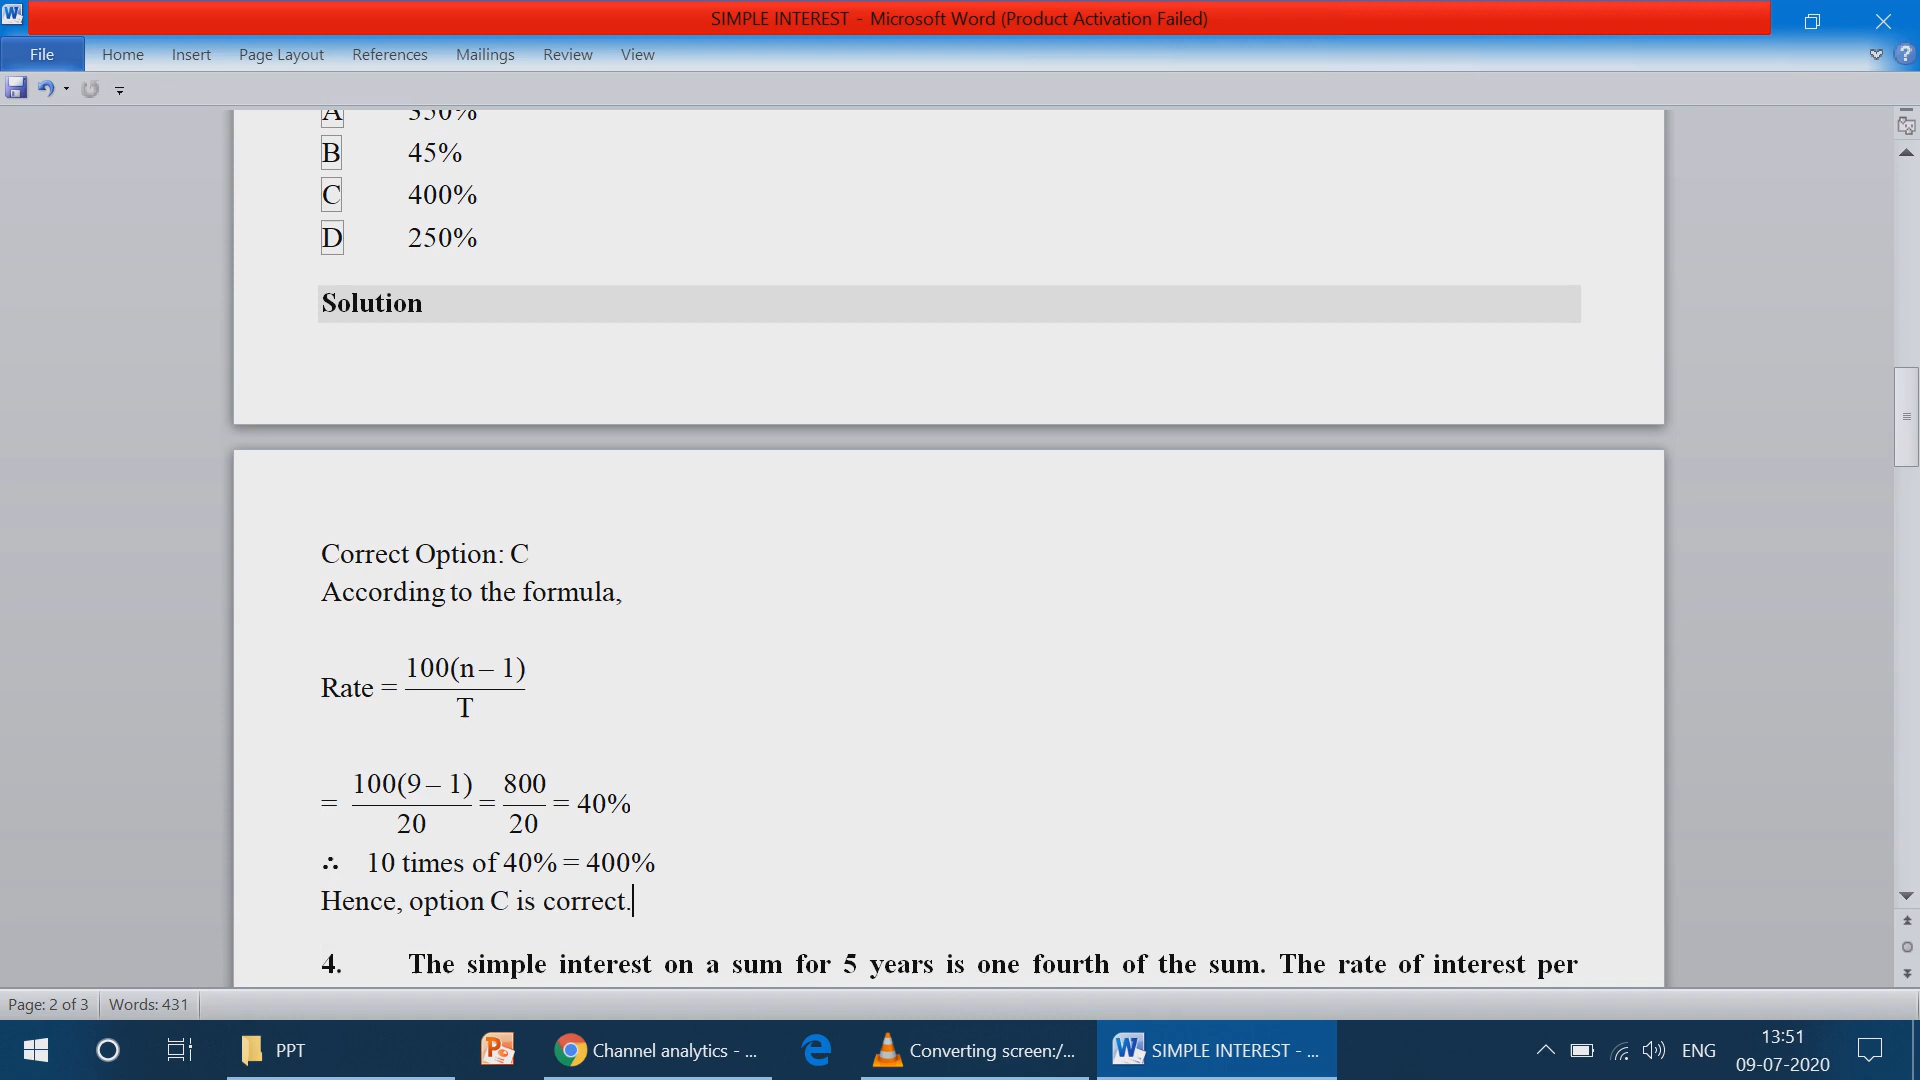 SIMPLE INTEREST - Microsoft Word (Product Activation Failed)
File Home Insert Page Layout References Mailings Review View
A 350%
B 45%
C 400%
D 250%
Solution
Correct Option: C
According to the formula,
Rate = 100(n – 1) / T
= 100(9 – 1) / 20 = 800 / 20 = 40%
∴ 10 times of 40% = 400%
Hence, option C is correct.
4. The simple interest on a sum for 5 years is one fourth of the sum. The rate of interest per
Page: 2 of 3 Words: 431
PPT Channel analytics - ... Converting screen:/... SIMPLE INTEREST - ... ENG 13:51
09-07-2020